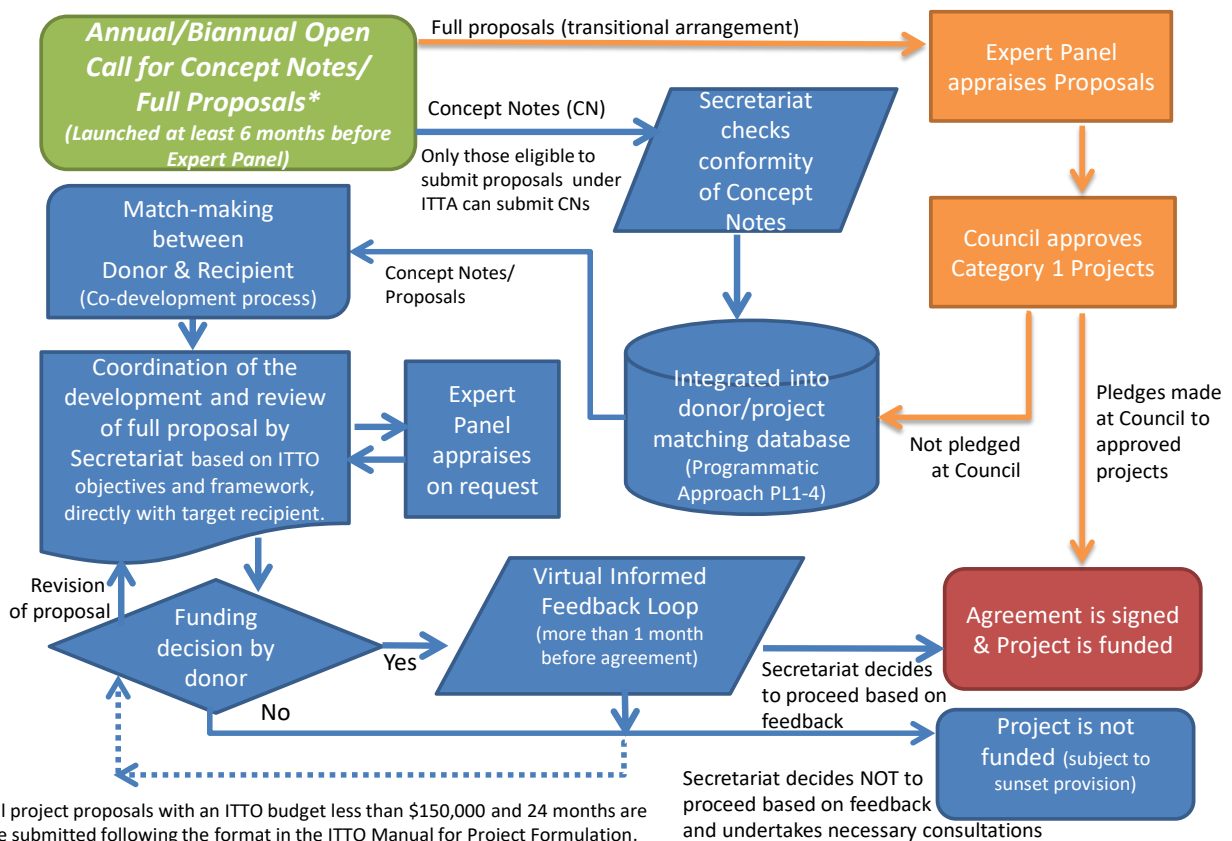 Annual/Biannual Open
Call for Concept Notes/
Full Proposals*
(Launched at least 6 months before
Expert Panel)
Full proposals (transitional arrangement)
Expert Panel
appraises Proposals
Concept Notes (CN)
Only those eligible to
submit proposals under
ITTA can submit CNs
Secretariat
checks
conformity
of Concept
Notes
Council approves
Category 1 Projects
Match-making
between
Donor & Recipient
(Co-development process)
Concept Notes/
Proposals
Coordination of the
development and review
of full proposal by
Secretariat based on ITTO
objectives and framework,
directly with target recipient.
Expert
Panel
appraises
on request
Integrated into
donor/project
matching database
(Programmatic
Approach PL1-4)
Not pledged
at Council
Pledges made
at Council to
approved
projects
Revision
of proposal
Funding
decision by
donor
Yes
No
Virtual Informed
Feedback Loop
(more than 1 month
before agreement)
Secretariat decides
to proceed based on
feedback
Agreement is signed
& Project is funded
Project is not
funded (subject to
sunset provision)
Secretariat decides NOT to
proceed based on feedback
and undertakes necessary consultations
l project proposals with an ITTO budget less than $150,000 and 24 months are
e submitted following the format in the ITTO Manual for Project Formulation.